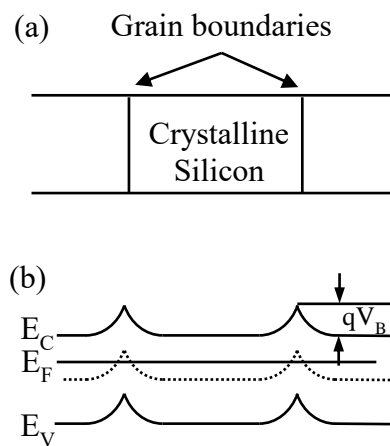 (a)
Grain boundaries
Crystalline
Silicon
(b)
E_C
qV_B
E_F
E_V